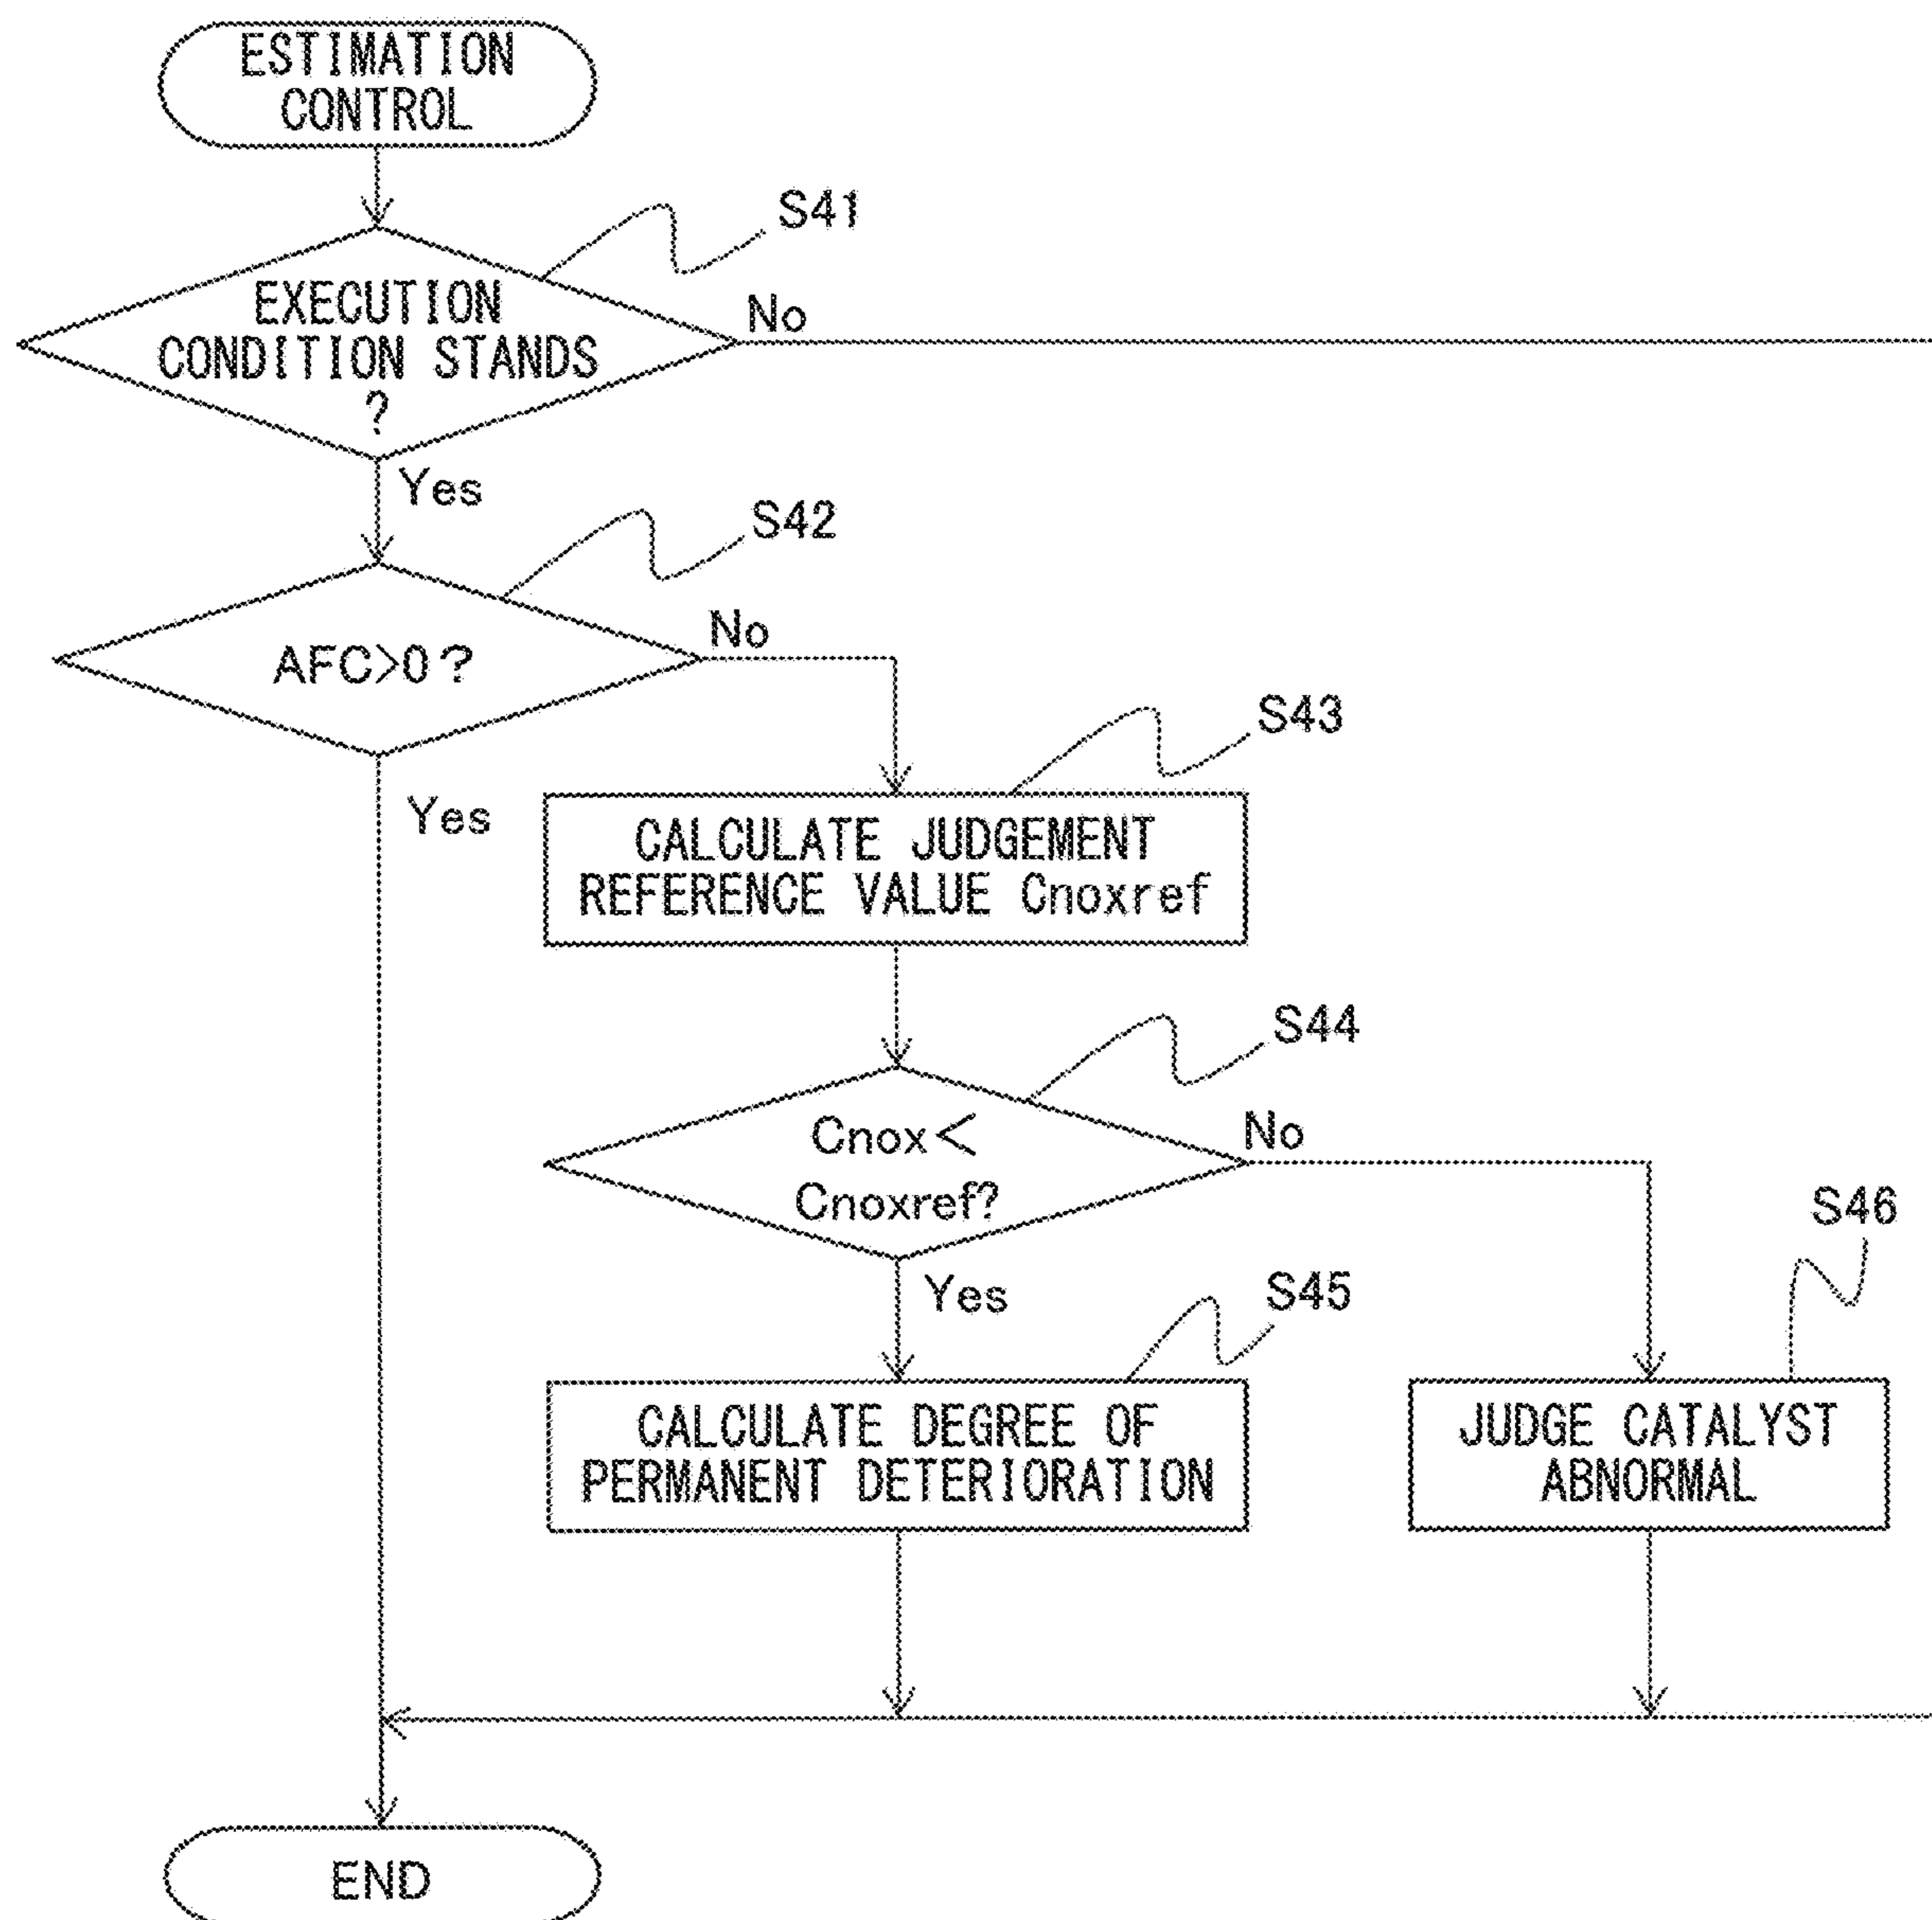 ESTIMATION
CONTROL
S41
EXECUTION
CONDITION STANDS
?
No
Yes
S42
AFC>0?
No
Yes
S43
CALCULATE JUDGEMENT
REFERENCE VALUE Cnoxref
S44
Cnox<
Cnoxref?
No
Yes
S45
S46
CALCULATE DEGREE OF
PERMANENT DETERIORATION
JUDGE CATALYST
ABNORMAL
END